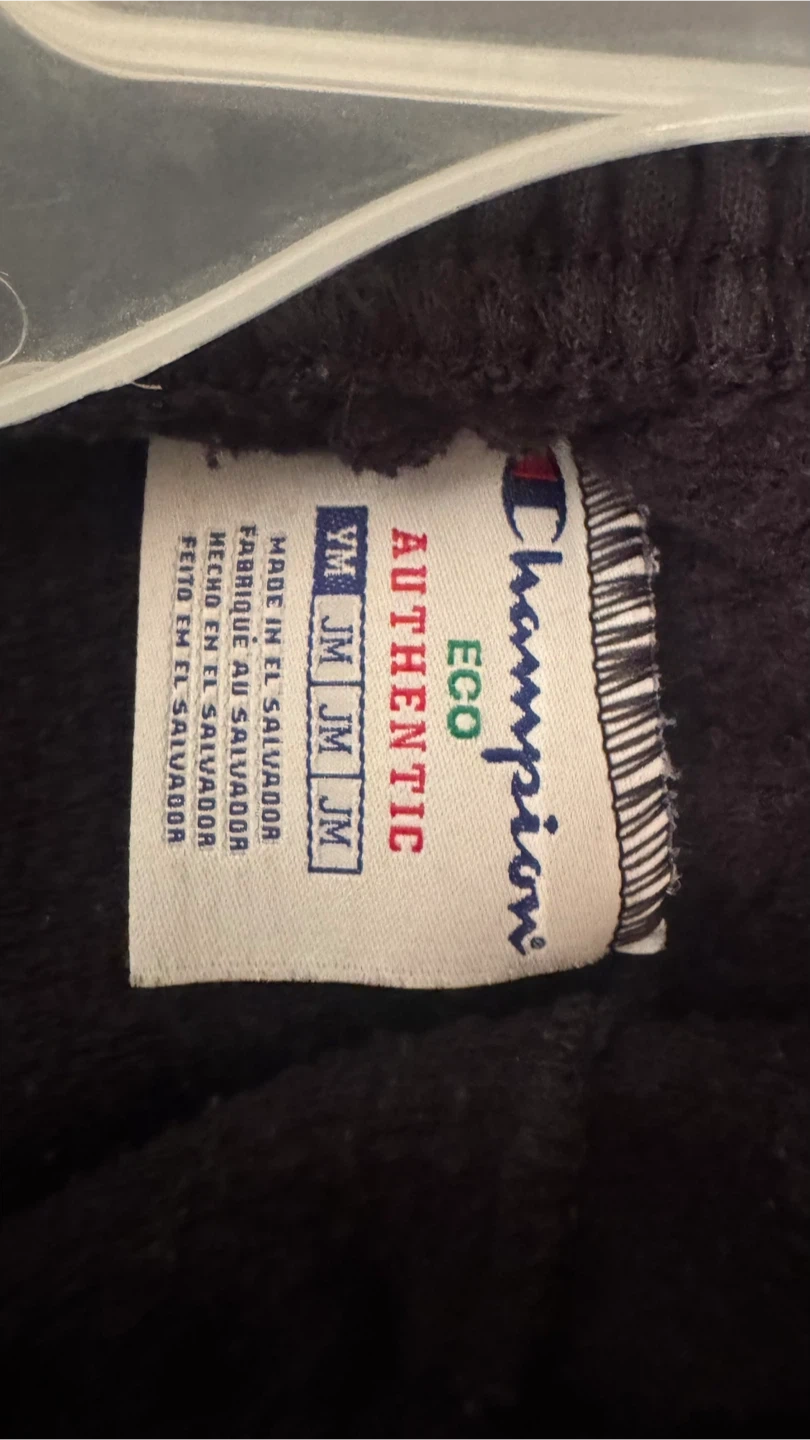 Champion®
ECO
AUTHENTIC
YM JM JM JM
MADE IN EL SALVADOR
FABRIQUÉ AU SALVADOR
HECHO EN EL SALVADOR
FEITO EM EL SALVADOR